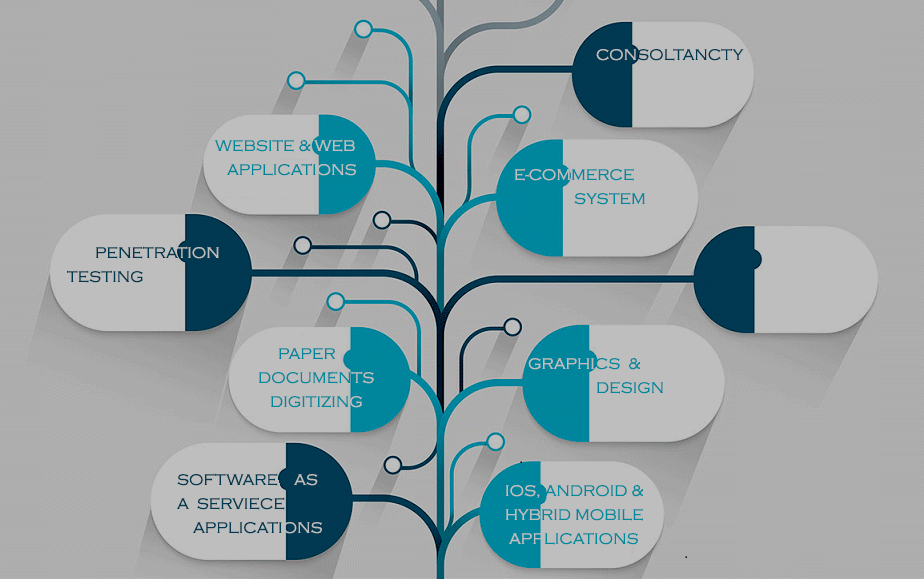 CONSOLTANCTY
WEBSITE & WEB
APPLICATIONS
E-COMMERCE
SYSTEM
PENETRATION
TESTING
PAPER
DOCUMENTS
DIGITIZING
GRAPHICS &
DESIGN
SOFTWARE AS
A SERVIECE
APPLICATIONS
IOS, ANDROID &
HYBRID MOBILE
APPLICATIONS